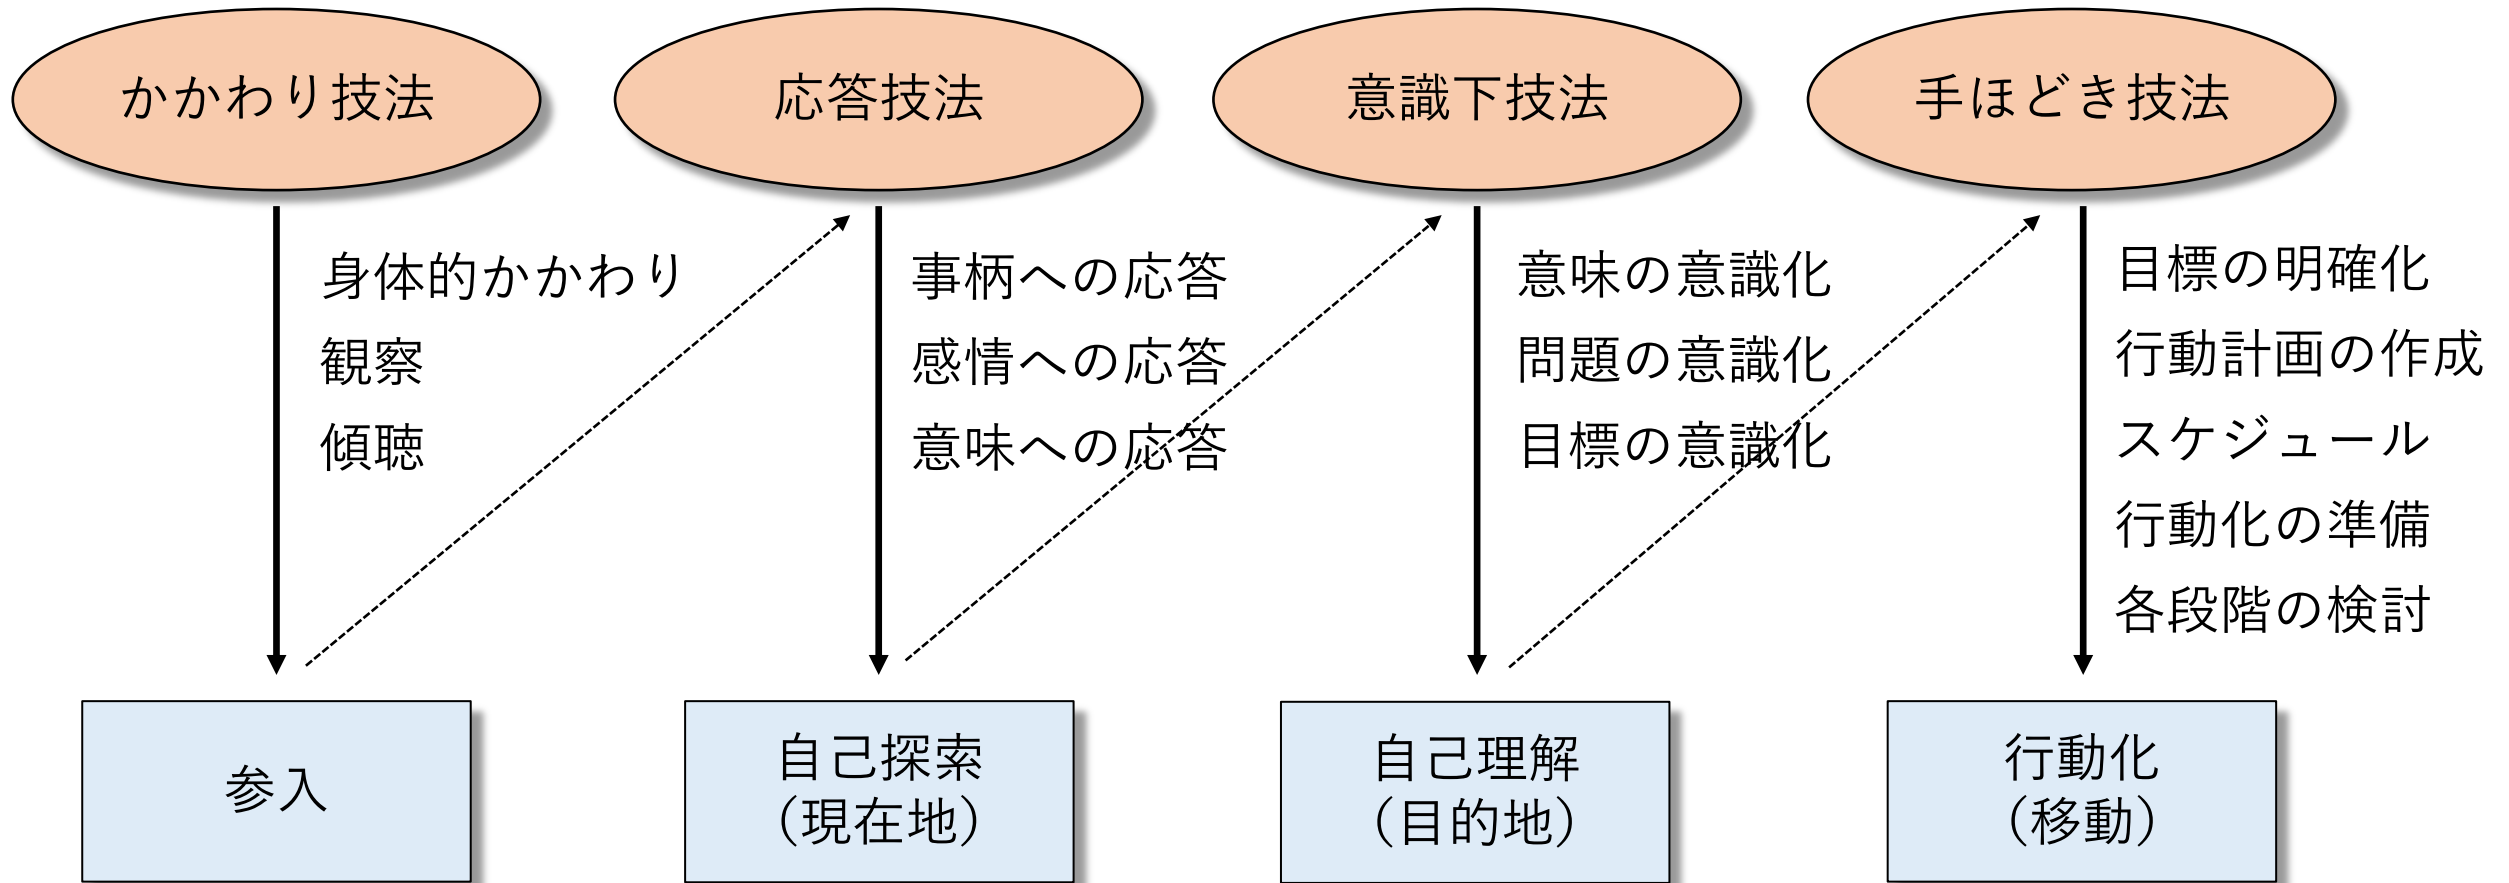 かかわり技法
応答技法
意識下技法
手ほどき技法
身体的かかわり
観察
傾聴
事柄への応答
感情への応答
意味への応答
意味の意識化
問題の意識化
目標の意識化
目標の明確化
行動計画の作成
スケジュール
行動化の準備
各段階の検討
参入
自己探索
（現在地）
自己理解
（目的地）
行動化
（移動）